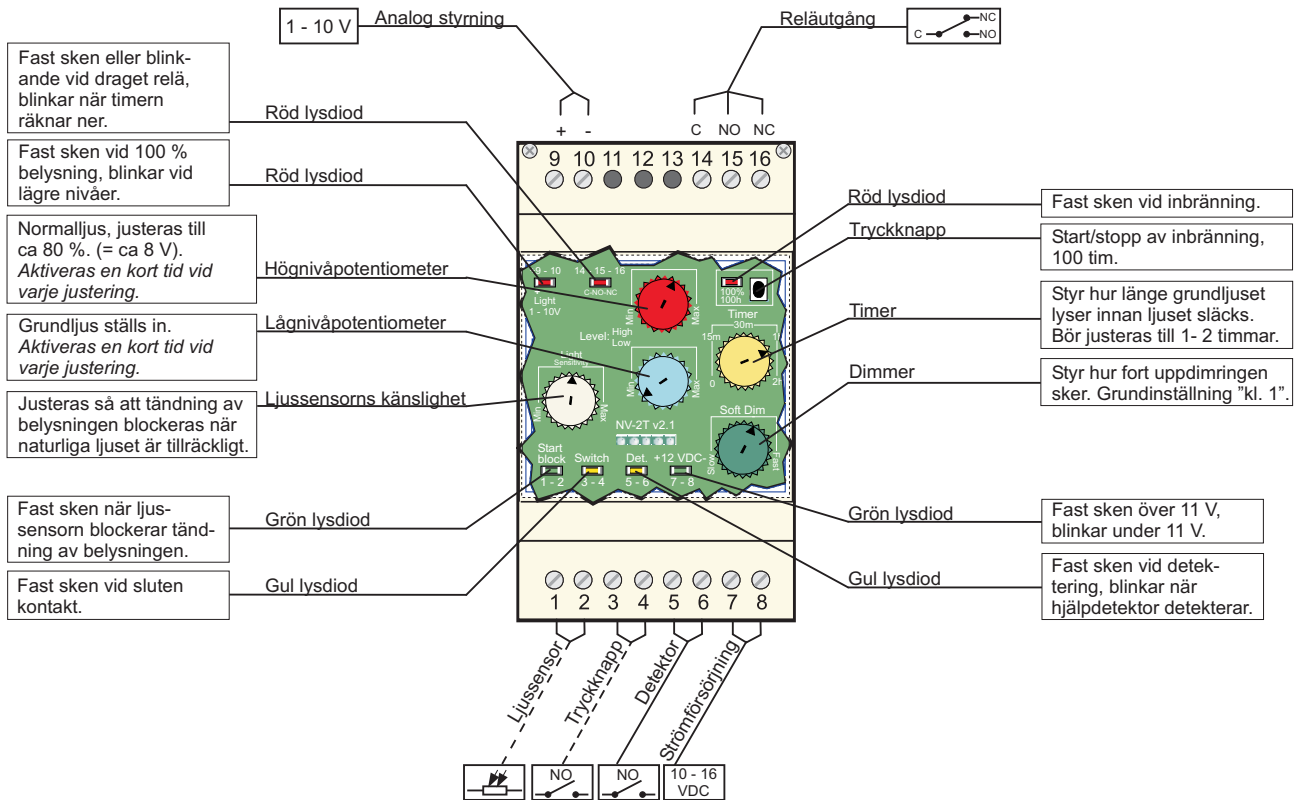 1 - 10 V
Analog styrning
Reläutgång
C
NC
NO
Fast sken eller blink-
ande vid draget relä,
blinkar när timern
räknar ner.
Röd lysdiod
Fast sken vid 100 %
belysning, blinkar vid
lägre nivåer.
Röd lysdiod
Normalljus, justeras till
ca 80 %. (= ca 8 V).
Aktiveras en kort tid vid
varje justering.
Högnivåpotentiometer
Grundljus ställs in.
Aktiveras en kort tid vid
varje justering.
Lågnivåpotentiometer
Justeras så att tändning av
belysningen blockeras när
naturliga ljuset är tillräckligt.
Ljussensorns känslighet
Fast sken när ljus-
sensorn blockerar tänd-
ning av belysningen.
Grön lysdiod
Fast sken vid sluten
kontakt.
Gul lysdiod
+ -
C NO NC
9 10 11 12 13 14 15 16
9 - 10
+ -
Light
1 - 10V
14 - 15 - 16
C-NO-NC
Min
Max
Level: High
Low
100%
100h
Timer
0
15m
30m
2h
Light
Sensitivity
Min
Max
Min
Max
NV-2T v2.1
Soft Dim
Slow
Fast
Start
block
1 - 2
Switch
3 - 4
Det.
5 - 6
+12 VDC-
7 - 8
1 2 3 4 5 6 7 8
Röd lysdiod
Fast sken vid inbränning.
Tryckknapp
Start/stopp av inbränning,
100 tim.
Timer
Styr hur länge grundljuset
lyser innan ljuset släcks.
Bör justeras till 1- 2 timmar.
Dimmer
Styr hur fort uppdimringen
sker. Grundinställning ”kl. 1”.
Grön lysdiod
Fast sken över 11 V,
blinkar under 11 V.
Gul lysdiod
Fast sken vid detek-
tering, blinkar när
hjälpdetektor detekterar.
Ljussensor
Tryckknapp
Detektor
Strömförsörjning
NO
NO
10 - 16
VDC